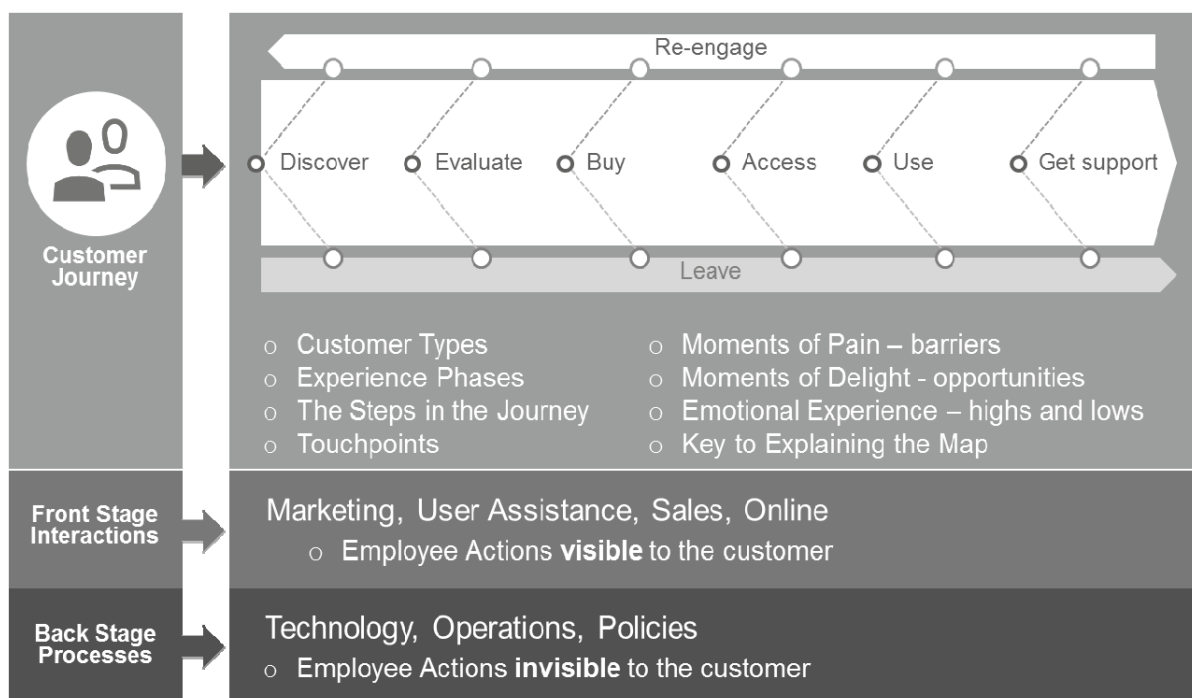 Re-engage
Discover
Evaluate
Buy
Access
Use
Get support
Customer
Journey
Leave
o Customer Types
o Experience Phases
o The Steps in the Journey
o Touchpoints
o Moments of Pain – barriers
o Moments of Delight - opportunities
o Emotional Experience – highs and lows
o Key to Explaining the Map
Front Stage
Interactions
Marketing, User Assistance, Sales, Online
o Employee Actions visible to the customer
Back Stage
Processes
Technology, Operations, Policies
o Employee Actions invisible to the customer